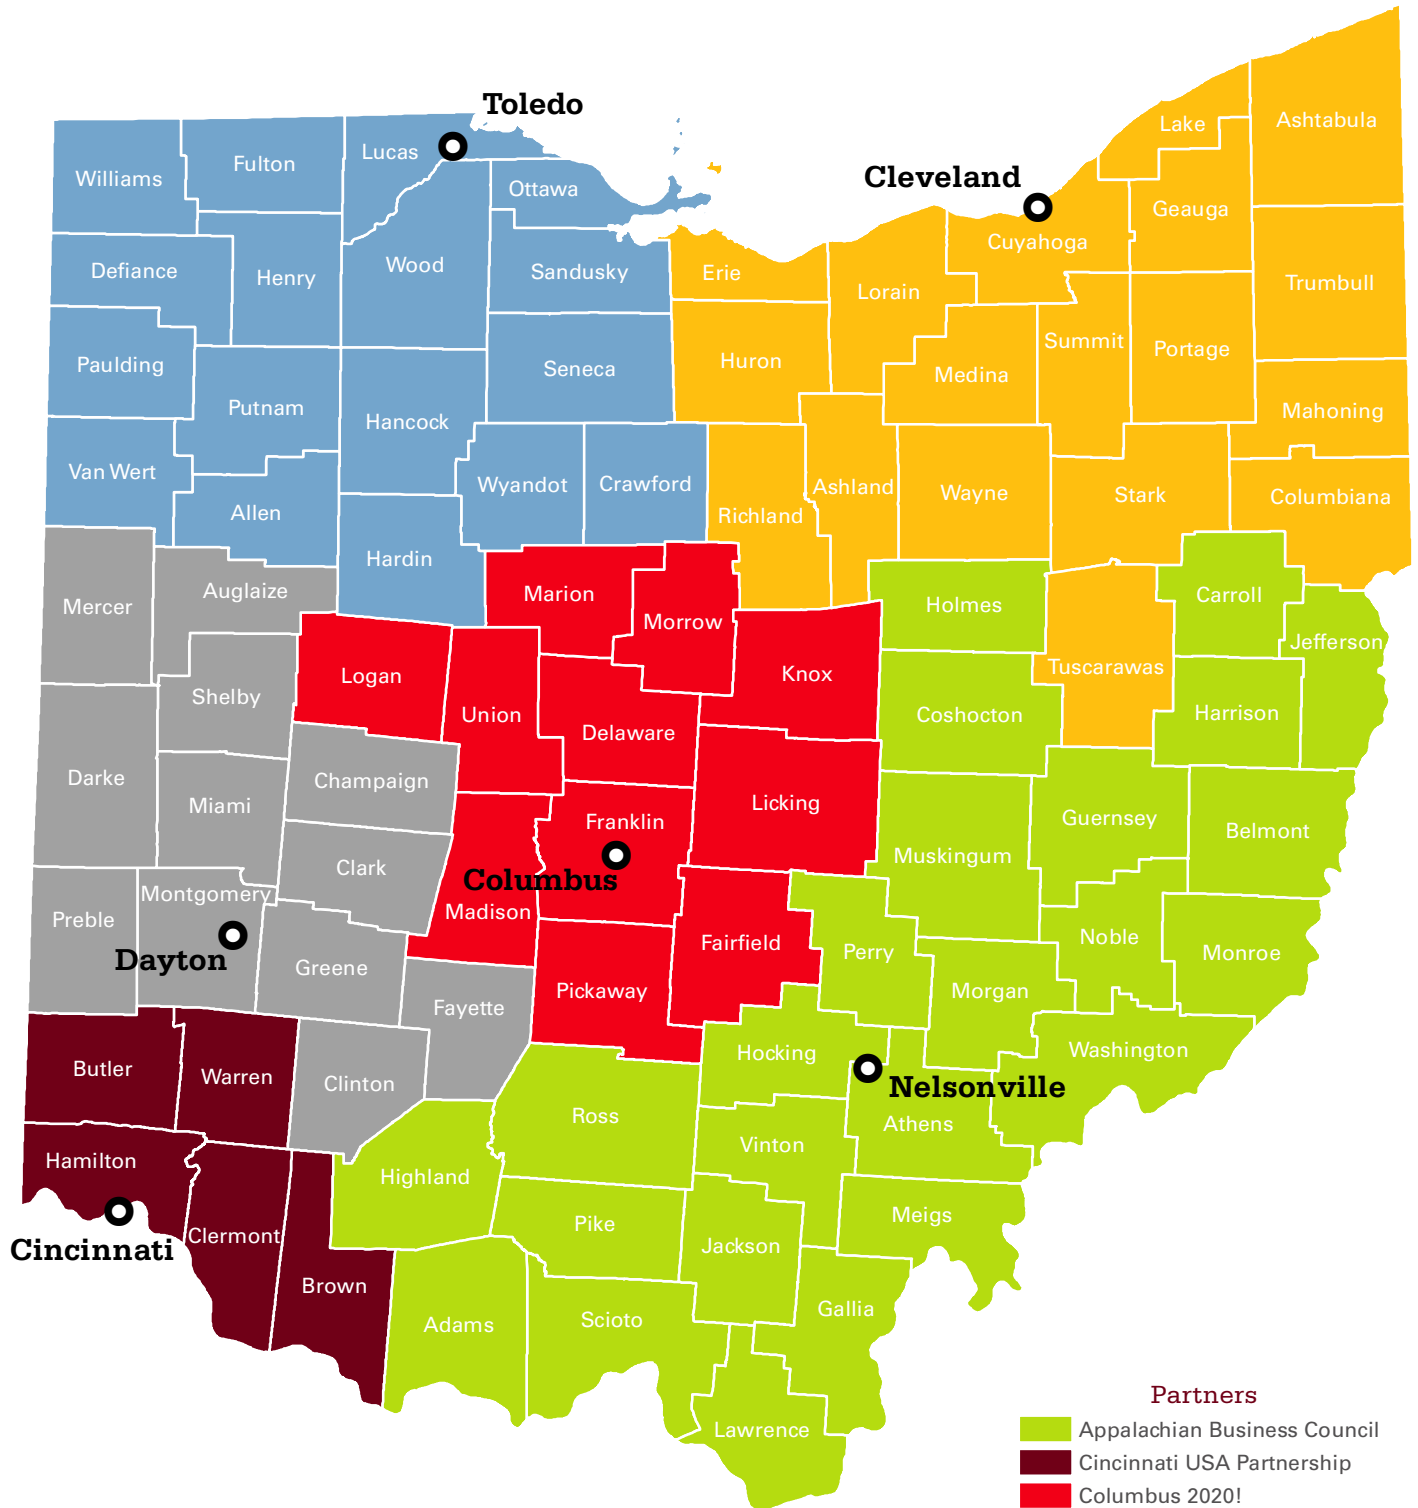 Toledo
Lake
Ashtabula
Lucas
Fulton
Williams
Cleveland
Ottawa
Geauga
Cuyahoga
Wood
Defiance
Henry
Sandusky
Erie
Lorain
Trumbull
Summit
Portage
Huron
Paulding
Seneca
Medina
Putnam
Hancock
Mahoning
Van Wert
Wyandot
Crawford
Ashland
Wayne
Stark
Columbiana
Allen
Richland
Hardin
Auglaize
Marion
Carroll
Mercer
Holmes
Morrow
Jefferson
Tuscarawas
Logan
Knox
Shelby
Union
Coshocton
Harrison
Delaware
Darke
Champaign
Miami
Licking
Franklin
Guernsey
Belmont
Muskingum
Clark
Columbus
Montgomery
Madison
Preble
Noble
Fairfield
Perry
Monroe
Dayton
Greene
Pickaway
Morgan
Fayette
Hocking
Washington
Butler
Warren
Clinton
Nelsonville
Ross
Athens
Vinton
Hamilton
Highland
Meigs
Pike
Clermont
Cincinnati
Jackson
Brown
Gallia
Scioto
Adams
Lawrence
Partners
Appalachian Business Council
Cincinnati USA Partnership
Columbus 2020!